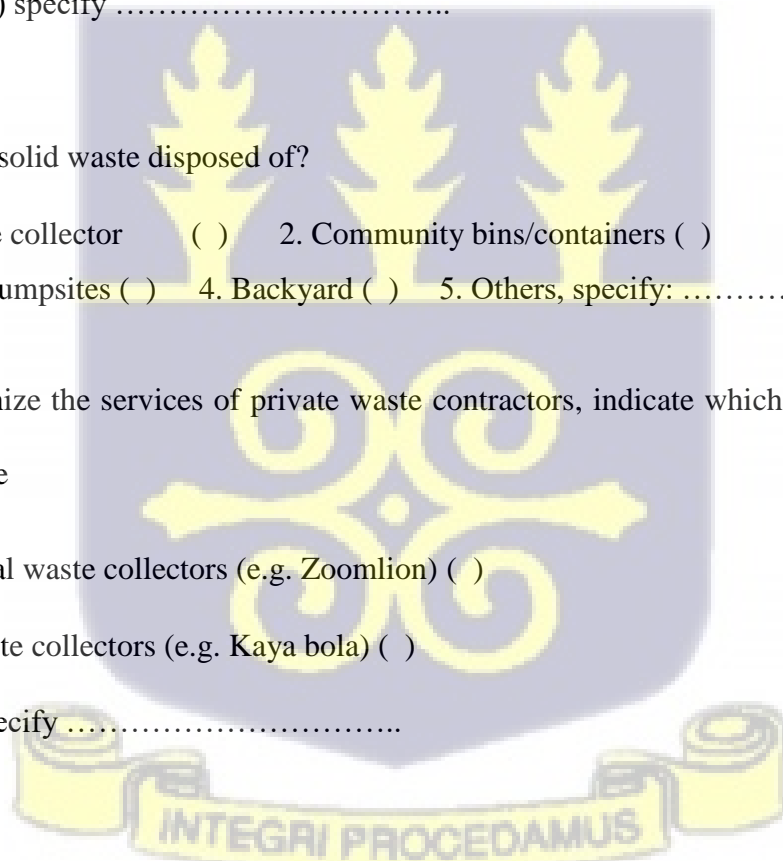 ) specify …………………………..
solid waste disposed of?
e collector ( ) 2. Community bins/containers ( )
umpsites ( ) 4. Backyard ( ) 5. Others, specify: ………
nize the services of private waste contractors, indicate which
e
al waste collectors (e.g. Zoomlion) ( )
te collectors (e.g. Kaya bola) ( )
ecify …………………………..
INTEGRI PROCEDAMUS